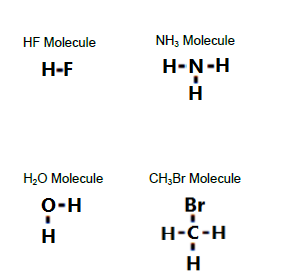 HF Molecule
H-F
NH₃ Molecule
H-N-H
H
H₂O Molecule
O-H
H
CH₃Br Molecule
Br
H-C-H
H